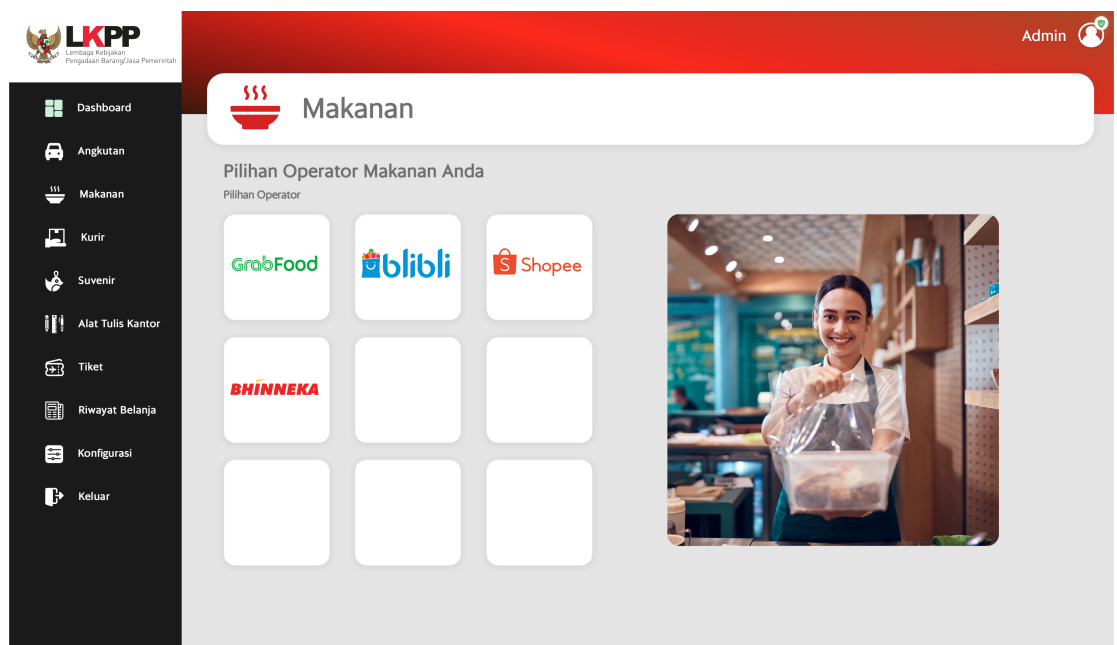 LKPP
Lembaga Kebijakan
Pengadaan Barang/Jasa Pemerintah
Admin
Dashboard
Angkutan
Makanan
Kurir
Suvenir
Alat Tulis Kantor
Tiket
Riwayat Belanja
Konfigurasi
Keluar
Makanan
Pilihan Operator Makanan Anda
Pilihan Operator
GrabFood
blibli
Shopee
BHINNEKA